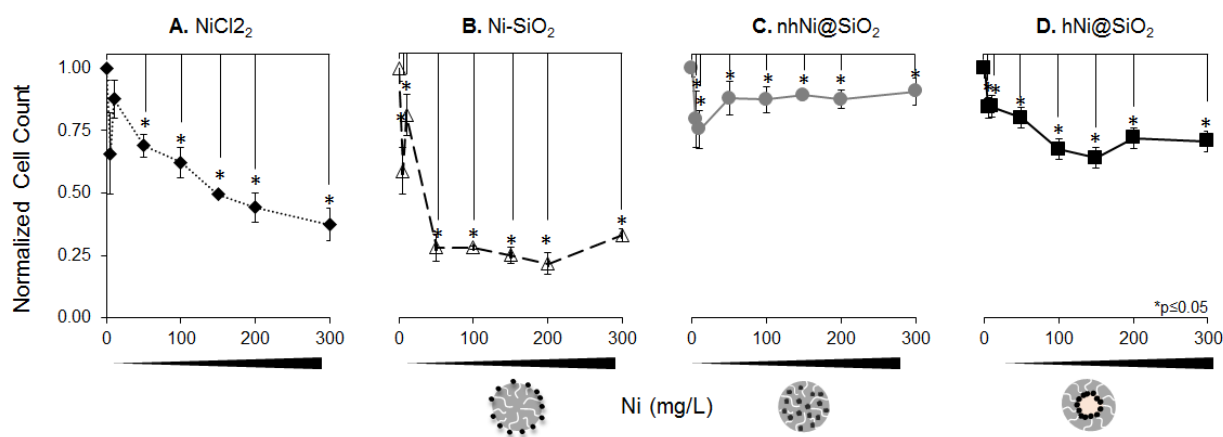 A. NiCl2₂ B. Ni-SiO₂ C. nhNi@SiO₂ D. hNi@SiO₂
Normalized Cell Count
1.00
0.75
0.50
0.25
0.00
* * * * *
* * * * * * *
* * * * * * *
* * * * * * *
*p≤0.05
0 100 200 300 0 100 200 300 0 100 200 300 0 100 200 300
Ni (mg/L)